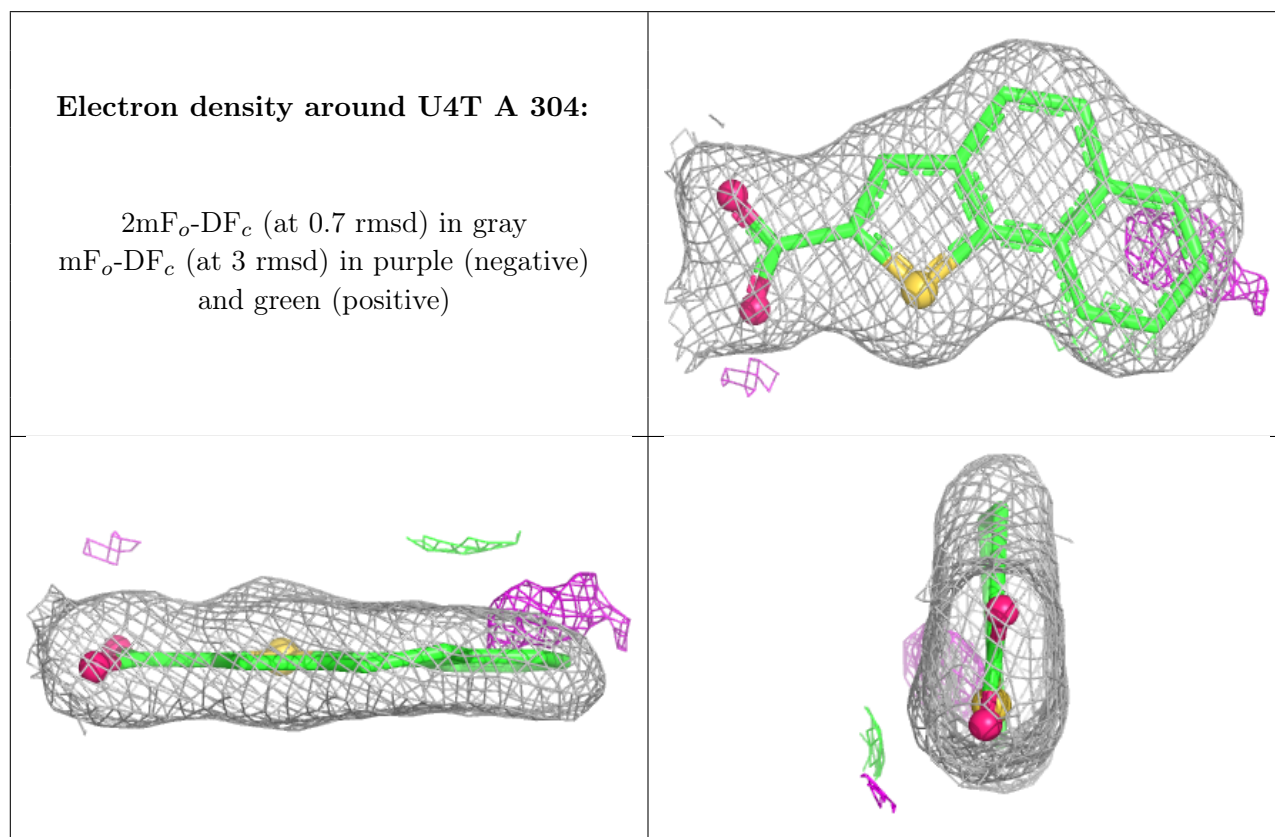 Electron density around U4T A 304:
2mFo-DFc (at 0.7 rmsd) in gray
mFo-DFc (at 3 rmsd) in purple (negative)
and green (positive)